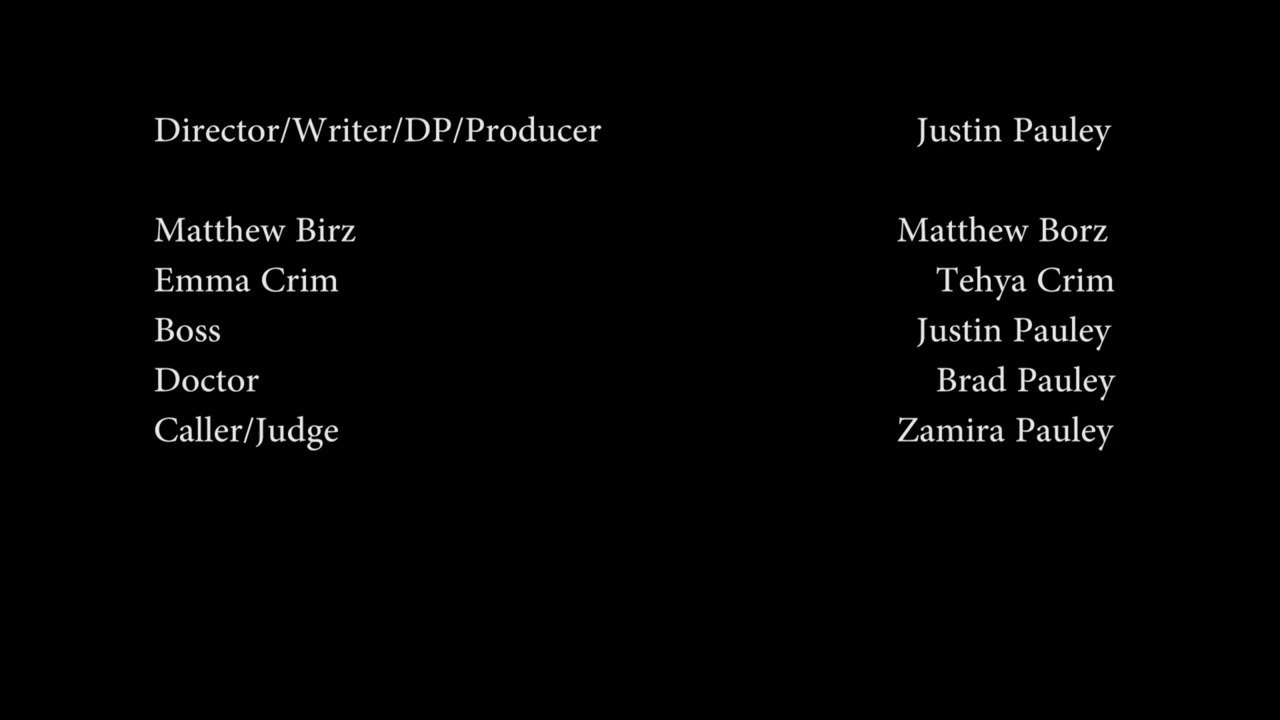 Director/Writer/DP/Producer Justin Pauley
Matthew Birz Matthew Borz
Emma Crim Tehya Crim
Boss Justin Pauley
Doctor Brad Pauley
Caller/Judge Zamira Pauley